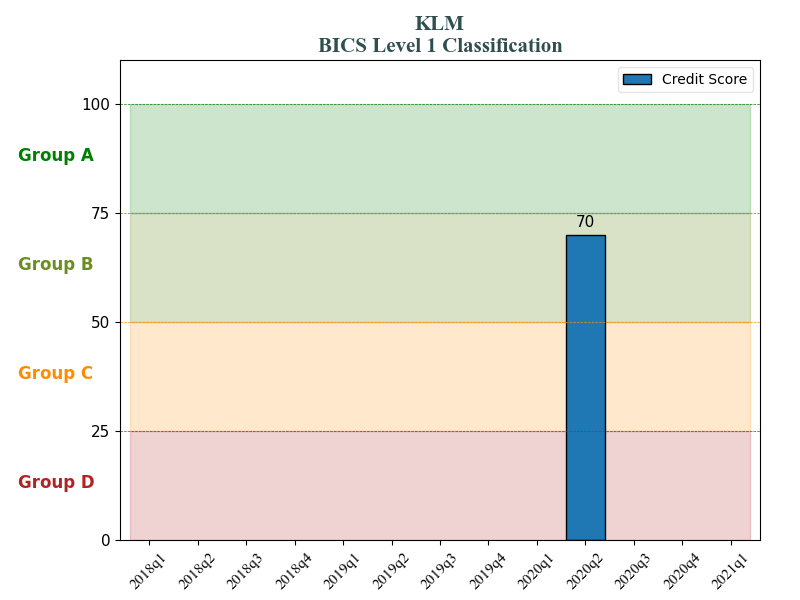 KLM
BICS Level 1 Classification
Credit Score
100
Group A
75
70
Group B
50
Group C
25
Group D
0
2018q1
2018q2
2018q3
2018q4
2019q1
2019q2
2019q3
2019q4
2020q1
2020q2
2020q3
2020q4
2021q1